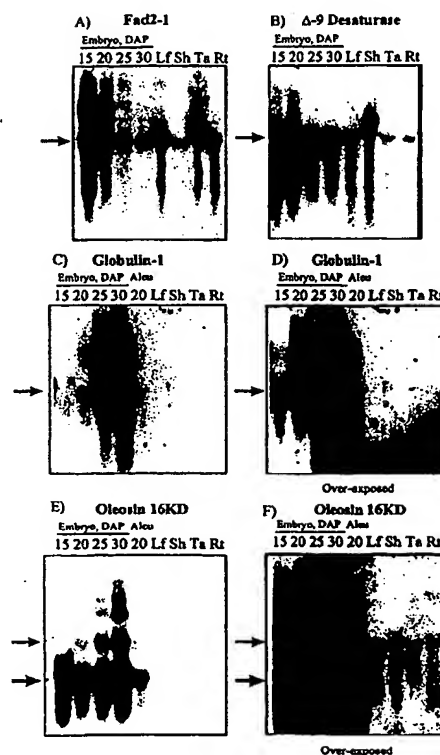 A) Fad2-1
Embryo, DAP
15 20 25 30 Lf Sh Ta Rt
B) Δ-9 Desaturase
Embryo, DAP
15 20 25 30 Lf Sh Ta Rt
C) Globulin-1
Embryo, DAP Aleu
15 20 25 30 20 Lf Sh Ta Rt
D) Globulin-1
Embryo, DAP Aleu
15 20 25 30 20 Lf Sh Ta Rt
Over-exposed
E) Oleosin 16KD
Embryo, DAP Aleu
15 20 25 30 20 Lf Sh Ta Rt
F) Oleosin 16KD
Embryo, DAP Aleu
15 20 25 30 20 Lf Sh Ta Rt
Over-exposed